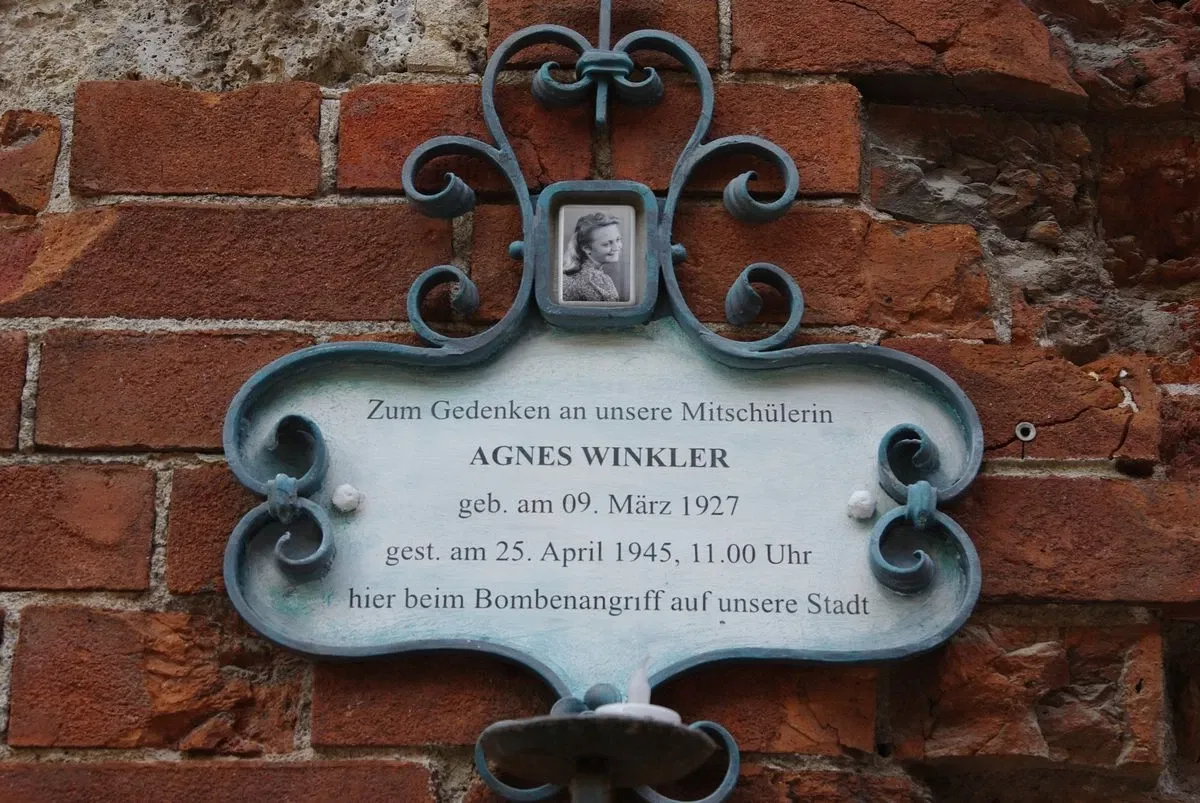 Zum Gedenken an unsere Mitschülerin
AGNES WINKLER
geb. am 09. März 1927
gest. am 25. April 1945, 11.00 Uhr
hier beim Bombenangriff auf unsere Stadt